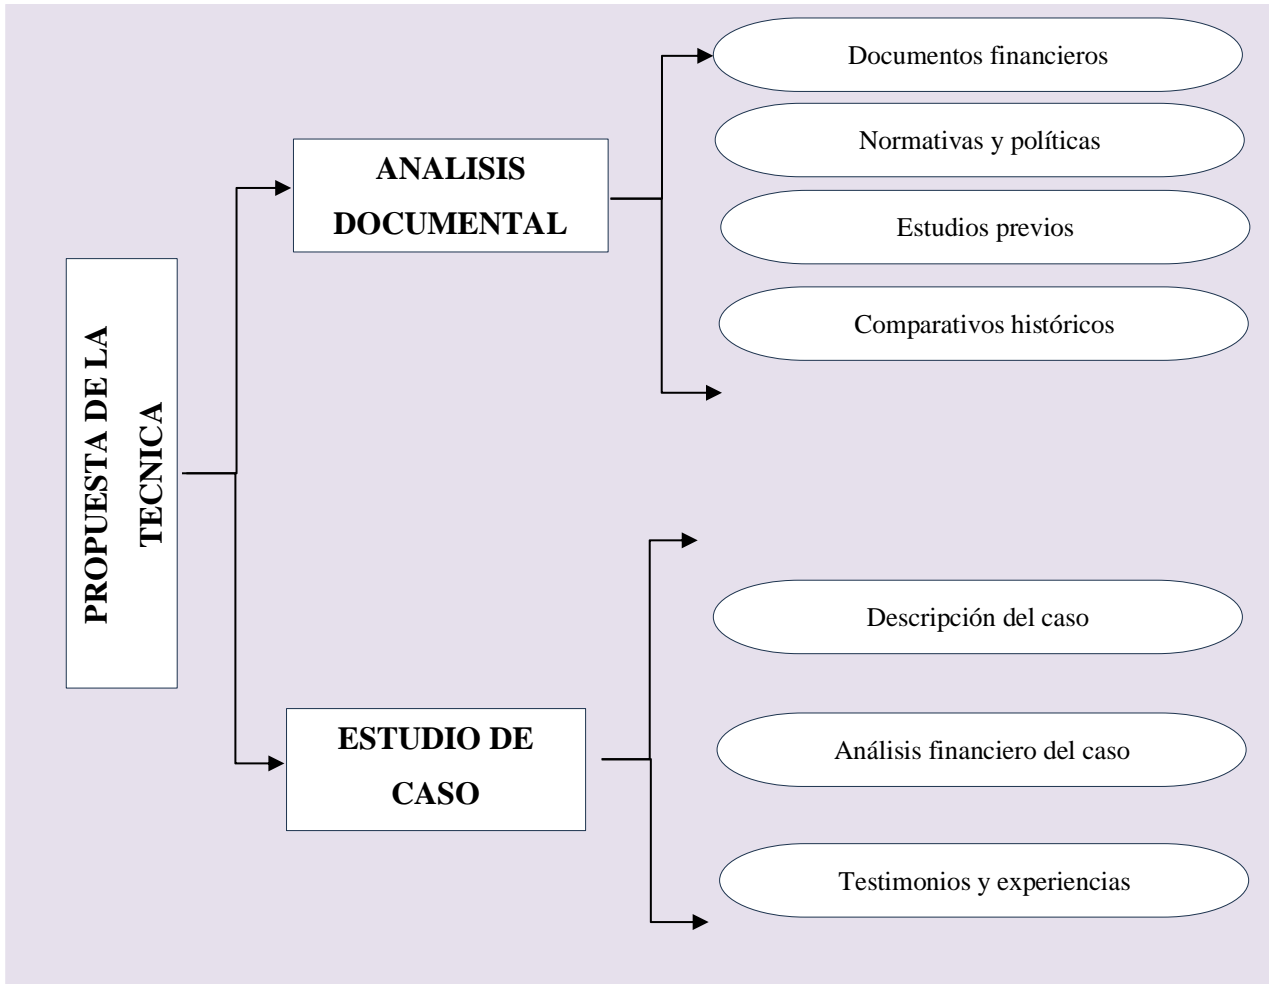 PROPUESTA DE LA
TECNICA
ANALISIS
DOCUMENTAL
Documentos financieros
Normativas y políticas
Estudios previos
Comparativos históricos
ESTUDIO DE
CASO
Descripción del caso
Análisis financiero del caso
Testimonios y experiencias